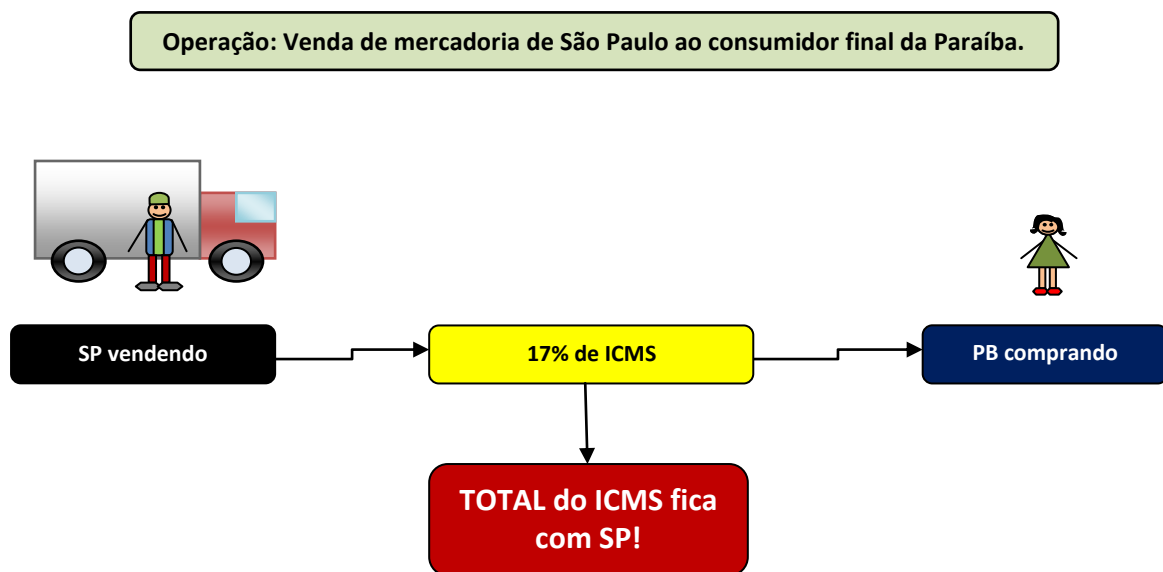 Operação: Venda de mercadoria de São Paulo ao consumidor final da Paraíba.
SP vendendo
17% de ICMS
PB comprando
TOTAL do ICMS fica
com SP!